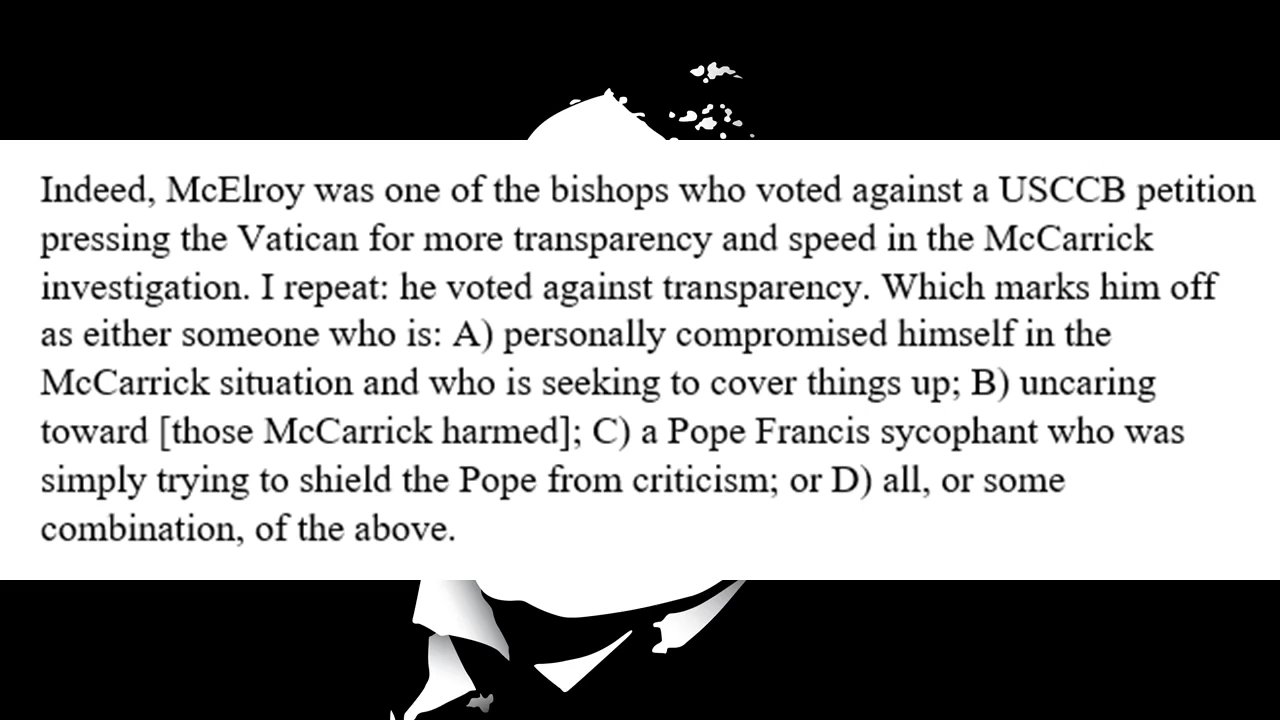 Indeed, McElroy was one of the bishops who voted against a USCCB petition
pressing the Vatican for more transparency and speed in the McCarrick
investigation. I repeat: he voted against transparency. Which marks him off
as either someone who is: A) personally compromised himself in the
McCarrick situation and who is seeking to cover things up; B) uncaring
toward [those McCarrick harmed]; C) a Pope Francis sycophant who was
simply trying to shield the Pope from criticism; or D) all, or some
combination, of the above.